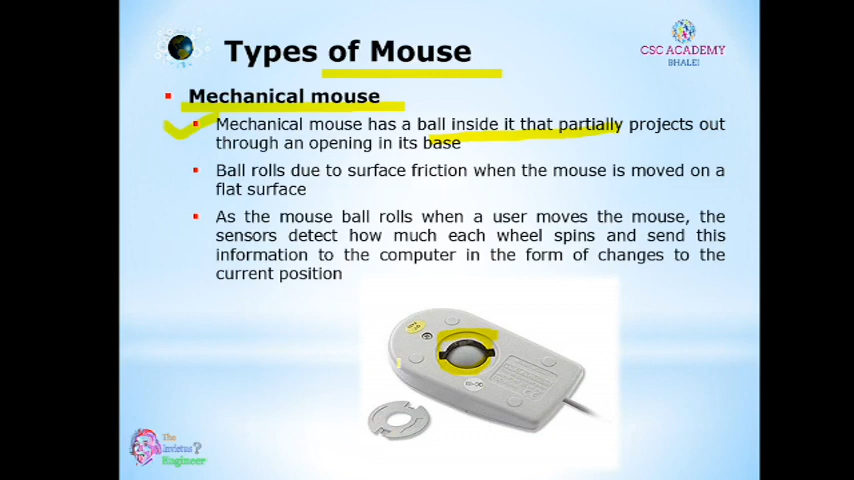 Types of Mouse
CSC ACADEMY
BHALEI
Mechanical mouse
Mechanical mouse has a ball inside it that partially projects out
through an opening in its base
Ball rolls due to surface friction when the mouse is moved on a
flat surface
As the mouse ball rolls when a user moves the mouse, the
sensors detect how much each wheel spins and send this
information to the computer in the form of changes to the
current position
The
Invictus ?
Engineer